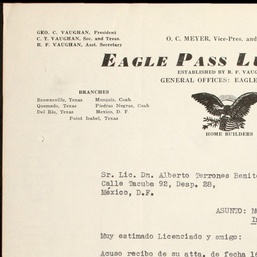 GEO. C. VAUGHAN, President
C. T. VAUGHAN, Sec. and Treas.
R. F. VAUGHAN, Asst. Secretary
O. C. MEYER, Vice-Pres. and
EAGLE PASS LU
ESTABLISHED BY R. F. VAUG
GENERAL OFFICES: EAGLE
BRANCHES
Brownsville, Texas Muzquiz, Coah
Quemado, Texas Piedras Negras, Coah
Del Rio, Texas Mexico, D. F.
Point Isabel, Texas
HOME BUILDERS
Sr. Lic. Dn. Alberto Terrones Benit
Calle Tacuba 92, Desp. 28,
México, D.F.
ASUNTO:
Muy estimado Licenciado y amigo:
Acuso recibo de su atta. de fecha 1